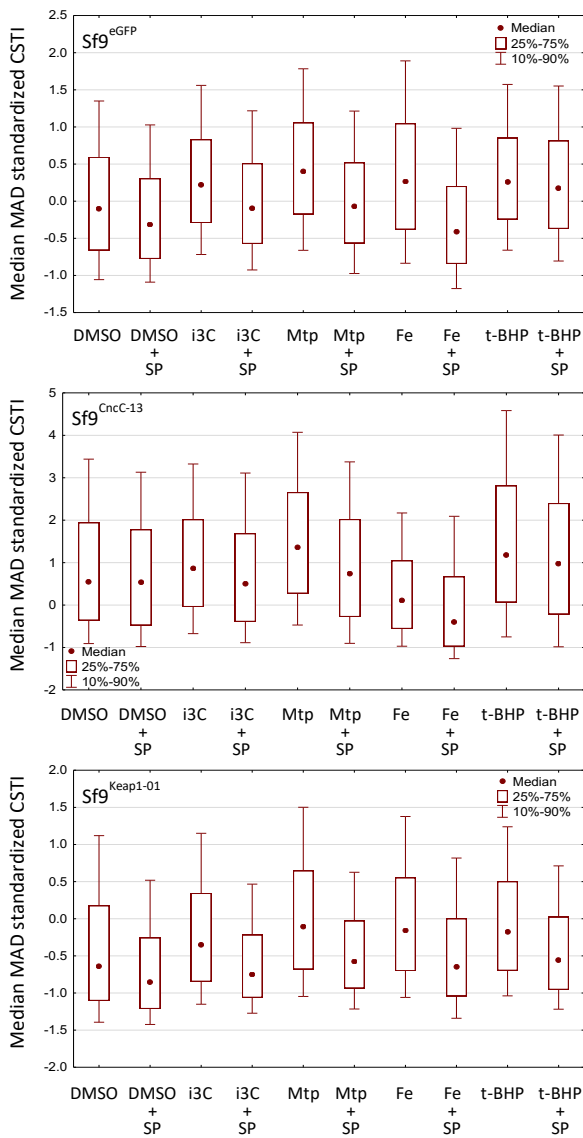 Median MAD standardized CSTI
2.5
2.0
1.5
1.0
0.5
0.0
-0.5
-1.0
-1.5
Sf9eGFP
Median
25%-75%
10%-90%
DMSO DMSO + SP i3C i3C + SP Mtp Mtp + SP Fe Fe + SP t-BHP t-BHP + SP
Median MAD standardized CSTI
5
4
3
2
1
0
-1
-2
Sf9CncC-13
Median
25%-75%
10%-90%
DMSO DMSO + SP i3C i3C + SP Mtp Mtp + SP Fe Fe + SP t-BHP t-BHP + SP
Median MAD standardized CSTI
2.0
1.5
1.0
0.5
0.0
-0.5
-1.0
-1.5
-2.0
Sf9Keap1-01
Median
25%-75%
10%-90%
DMSO DMSO + SP i3C i3C + SP Mtp Mtp + SP Fe Fe + SP t-BHP t-BHP + SP